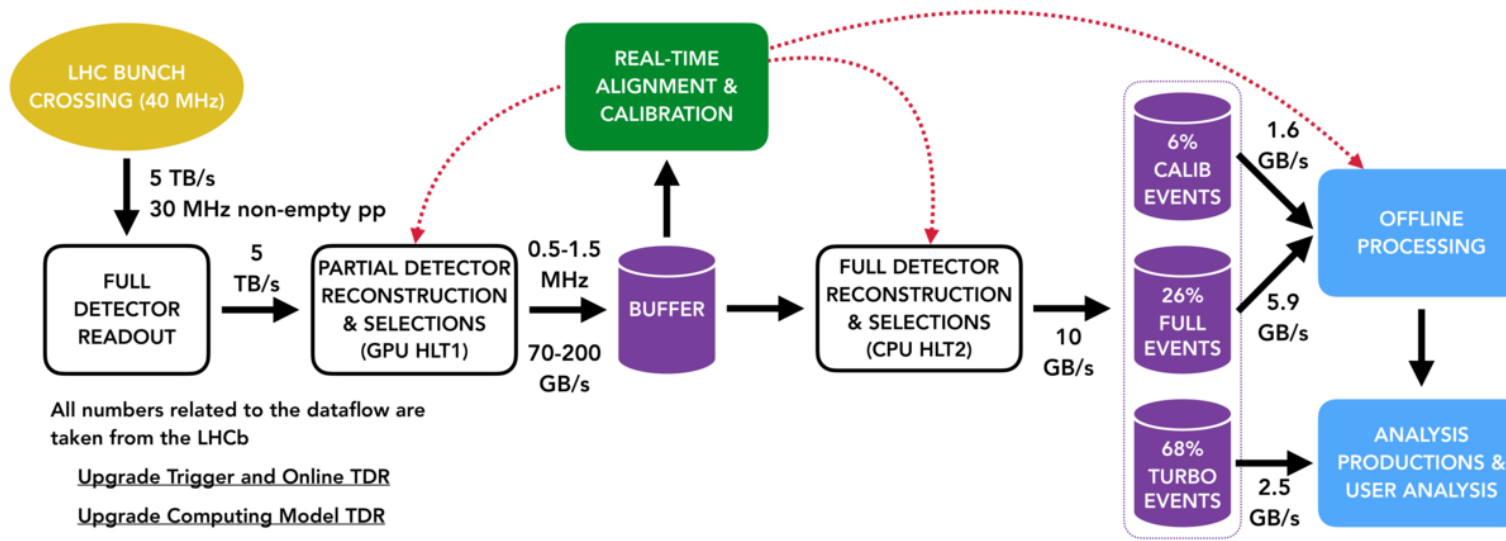 LHC BUNCH
CROSSING (40 MHz)
5 TB/s
30 MHz non-empty pp
FULL
DETECTOR
READOUT
5
TB/s
PARTIAL DETECTOR
RECONSTRUCTION
& SELECTIONS
(GPU HLT1)
0.5-1.5
MHz
70-200
GB/s
REAL-TIME
ALIGNMENT &
CALIBRATION
BUFFER
FULL DETECTOR
RECONSTRUCTION
& SELECTIONS
(CPU HLT2)
10
GB/s
6%
CALIB
EVENTS
1.6
GB/s
26%
FULL
EVENTS
5.9
GB/s
68%
TURBO
EVENTS
2.5
GB/s
OFFLINE
PROCESSING
ANALYSIS
PRODUCTIONS &
USER ANALYSIS
All numbers related to the dataflow are
taken from the LHCb
Upgrade Trigger and Online TDR
Upgrade Computing Model TDR